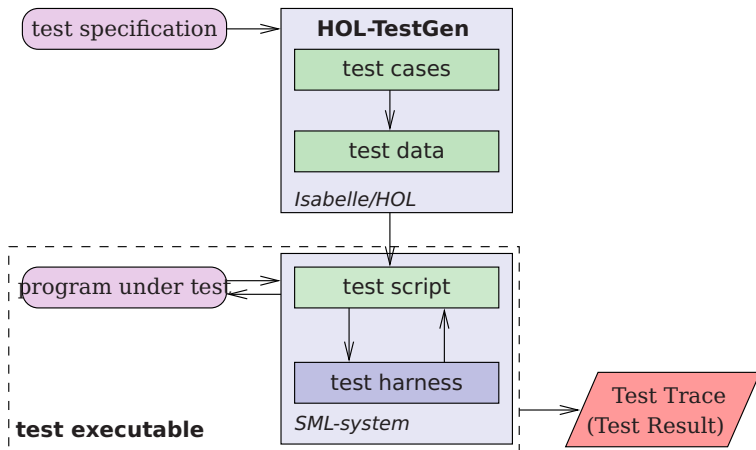 test specification
HOL-TestGen
test cases
test data
Isabelle/HOL
program under test
test script
test harness
SML-system
test executable
Test Trace
(Test Result)